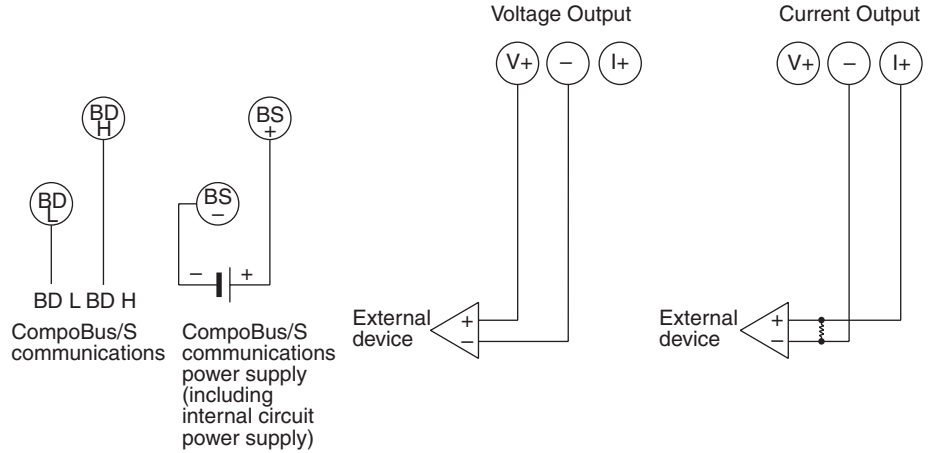 Voltage Output
V+
–
I+
Current Output
V+
–
I+
BD
H
BS
+
BD
L
BS
–
–
+
BD L BD H
CompoBus/S
communications
CompoBus/S
communications
power supply
(including
internal circuit
power supply)
External
device
+
–
External
device
+
–